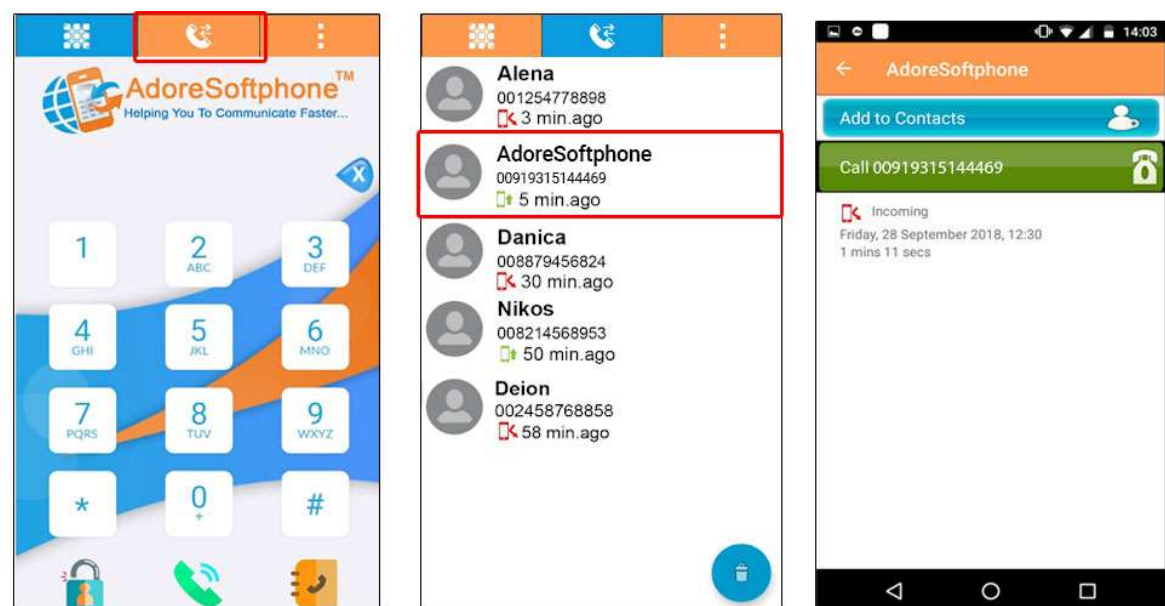 AdoreSoftphone™
Helping You To Communicate Faster...
X
1
2
ABC
3
DEF
4
GHI
5
JKL
6
MNO
7
PQRS
8
TUV
9
WXYZ
*
0
+
#
Alena
001254778898
3 min.ago
AdoreSoftphone
00919315144469
5 min.ago
Danica
008879456824
30 min.ago
Nikos
008214568953
50 min.ago
Deion
002458768858
58 min.ago
14:03
AdoreSoftphone
Add to Contacts
Call 00919315144469
Incoming
Friday, 28 September 2018, 12:30
1 mins 11 secs